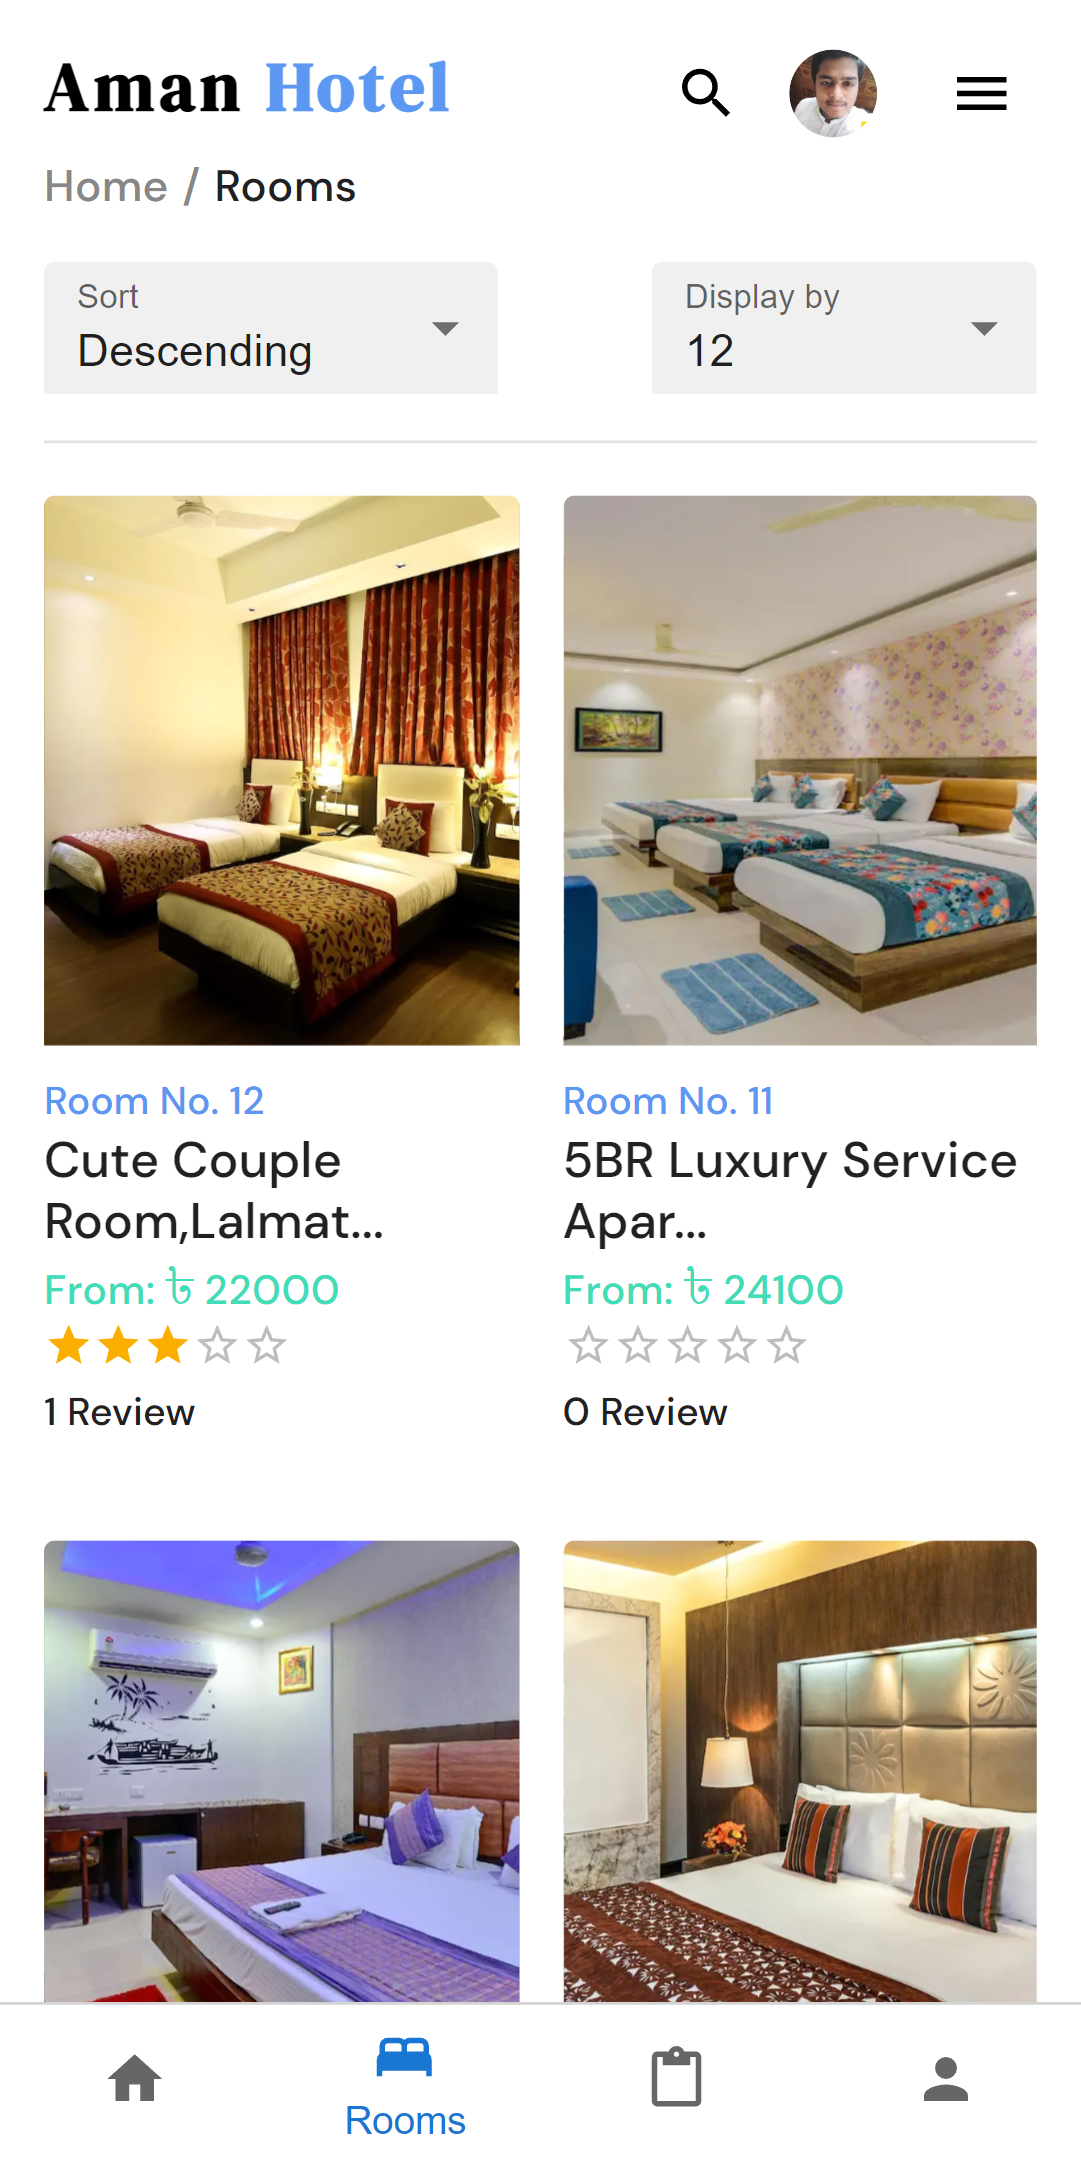 Aman Hotel
Home / Rooms
Sort
Descending
Display by
12
Room No. 12
Cute Couple
Room,Lalmat...
From: ৳ 22000
1 Review
Room No. 11
5BR Luxury Service
Apar...
From: ৳ 24100
0 Review
Rooms